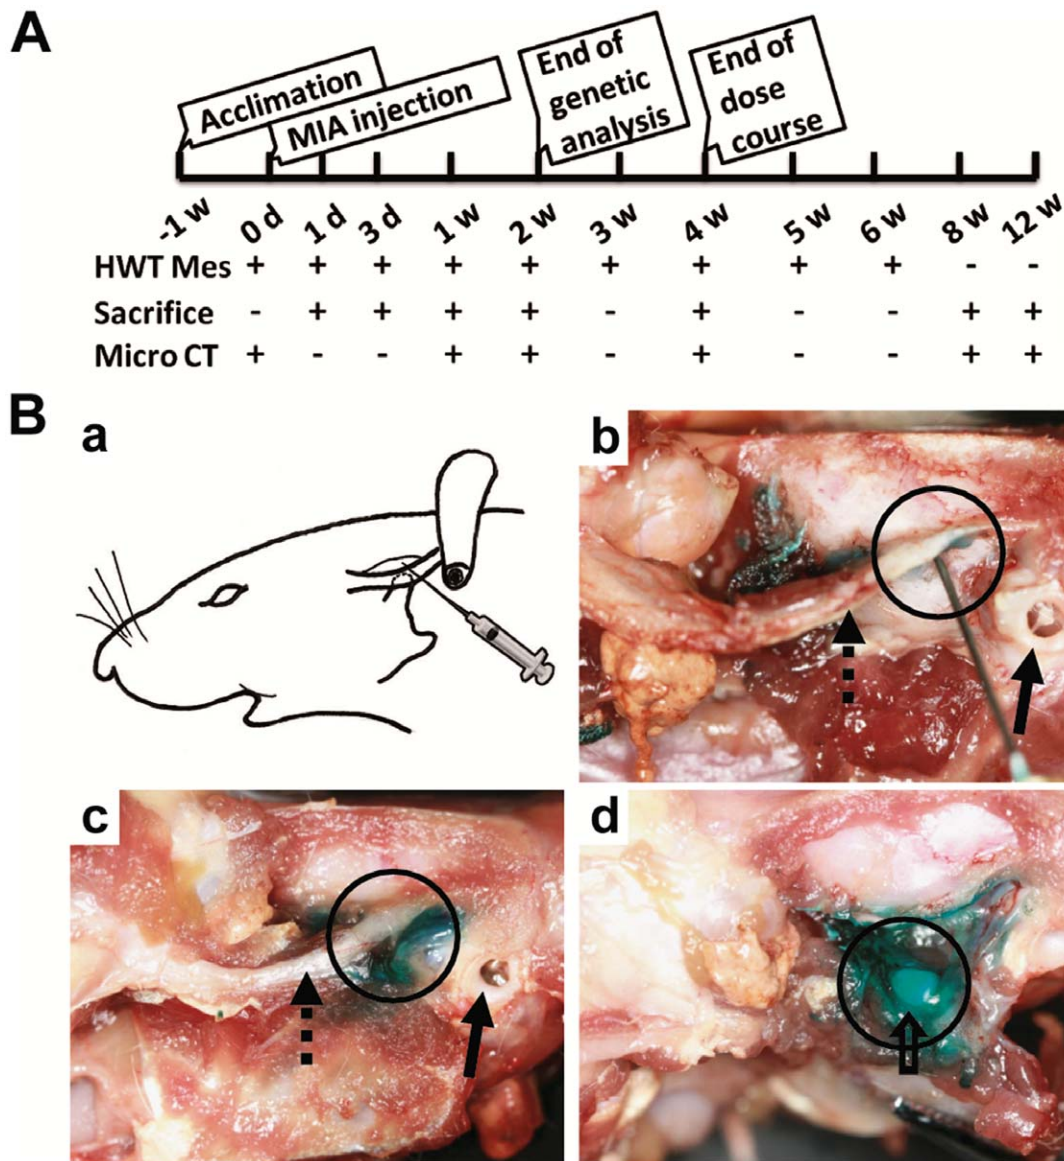 A
Acclimation
MIA injection
End of
genetic
analysis
End of
dose
course
-1 w 0 d 1 d 3 d 1 w 2 w 3 w 4 w 5 w 6 w 8 w 12 w
HWT Mes + + + + + + + + + - -
Sacrifice - + + + + - + - - + +
Micro CT + - - + + - + - - + +
B
a
b
c
d